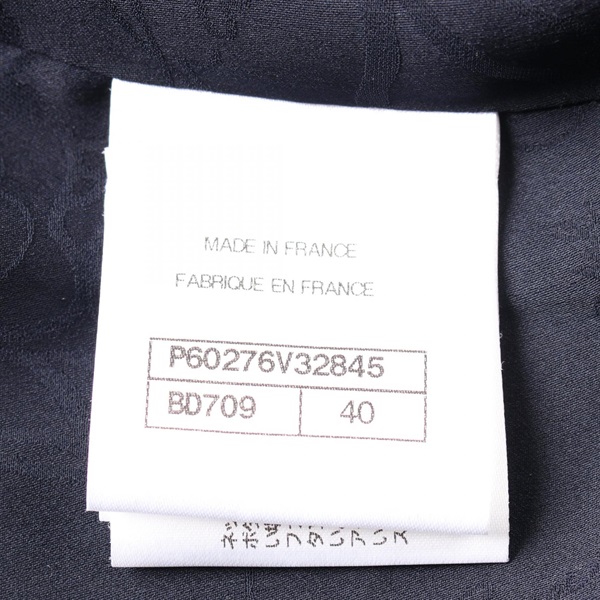 MADE IN FRANCE
FABRIQUE EN FRANCE
P60276V32845
BD709 40